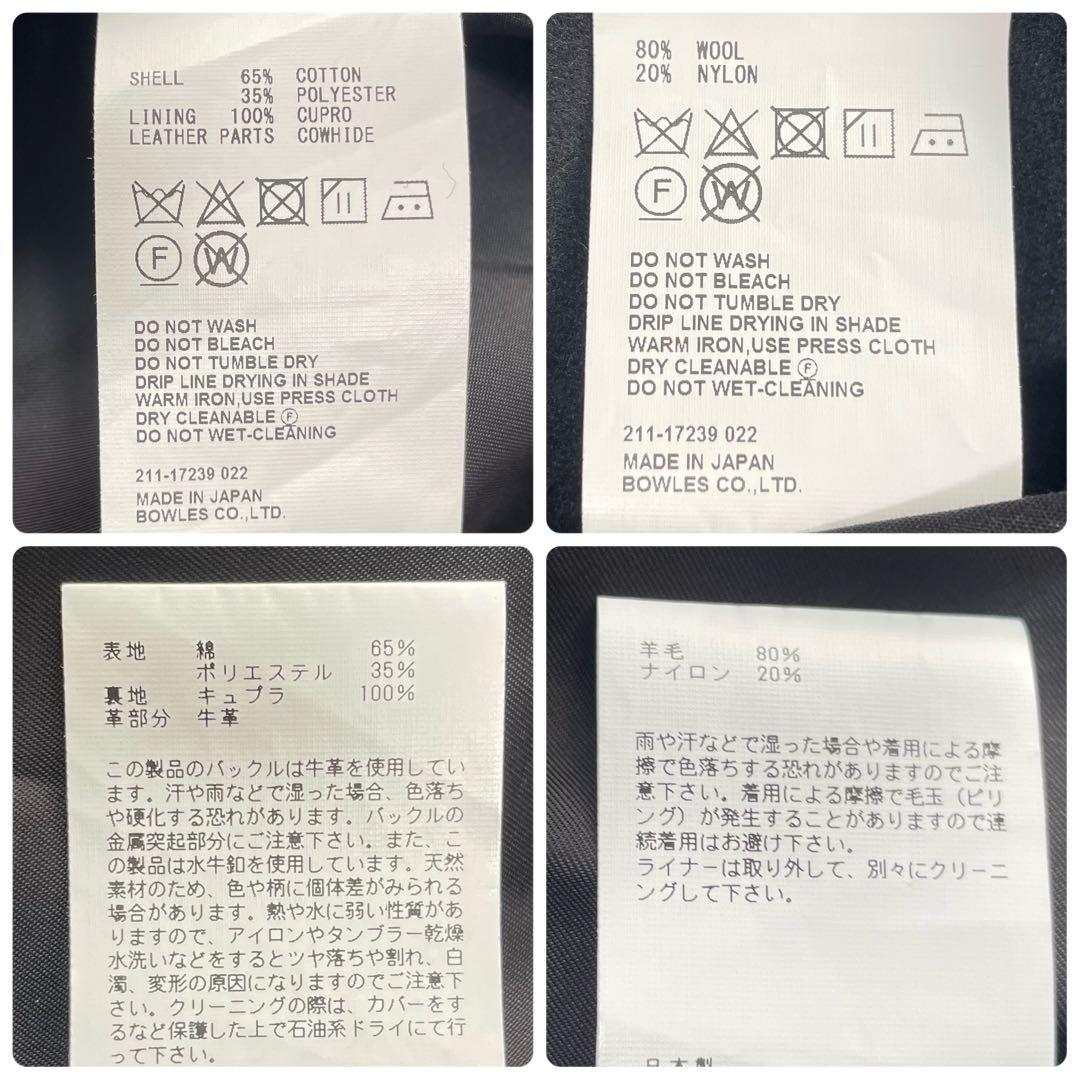 SHELL 65% COTTON
35% POLYESTER
LINING 100% CUPRO
LEATHER PARTS COWHIDE
F W
DO NOT WASH
DO NOT BLEACH
DO NOT TUMBLE DRY
DRIP LINE DRYING IN SHADE
WARM IRON,USE PRESS CLOTH
DRY CLEANABLE Ⓕ
DO NOT WET-CLEANING
211-17239 022
MADE IN JAPAN
BOWLES CO.,LTD.
80% WOOL
20% NYLON
F W
DO NOT WASH
DO NOT BLEACH
DO NOT TUMBLE DRY
DRIP LINE DRYING IN SHADE
WARM IRON,USE PRESS CLOTH
DRY CLEANABLE Ⓕ
DO NOT WET-CLEANING
211-17239 022
MADE IN JAPAN
BOWLES CO.,LTD.
表地 綿 65%
ポリエステル 35%
裏地 キュプラ 100%
革部分 牛革
この製品のバックルは牛革を使用してい
ます。汗や雨などで湿った場合、色落ち
や硬化する恐れがあります。バックルの
金属突起部分にご注意下さい。また、こ
の製品は水牛釦を使用しています。天然
素材のため、色や柄に個体差がみられる
場合があります。熱や水に弱い性質があ
りますので、アイロンやタンブラー乾燥
水洗いなどをするとツヤ落ちや割れ、白
濁、変形の原因になりますのでご注意下
さい。クリーニングの際は、カバーをす
るなど保護した上で石油系ドライにて行
って下さい。
羊毛 80%
ナイロン 20%
雨や汗などで湿った場合や着用による摩
擦で色落ちする恐れがありますのでご注
意下さい。着用による摩擦で毛玉（ピリ
ング）が発生することがありますので連
続着用はお避け下さい。
ライナーは取り外して、別々にクリーニ
ングして下さい。
日本製